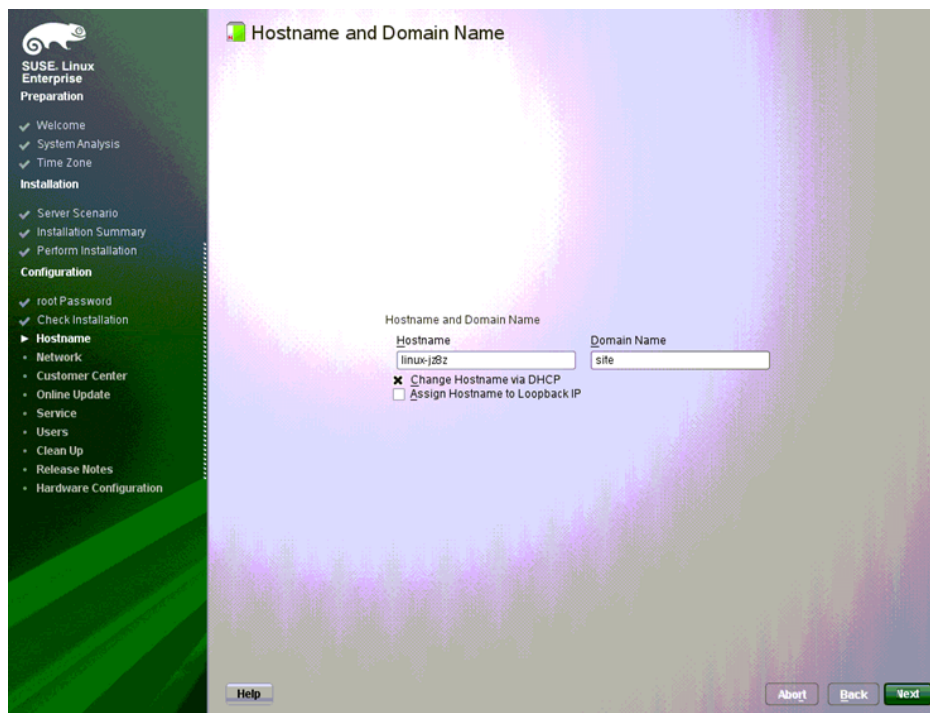 SUSE. Linux
Enterprise
Preparation
Welcome
System Analysis
Time Zone
Installation
Server Scenario
Installation Summary
Perform Installation
Configuration
root Password
Check Installation
Hostname
Network
Customer Center
Online Update
Service
Users
Clean Up
Release Notes
Hardware Configuration
Hostname and Domain Name
Hostname and Domain Name
Hostname Domain Name
linux-jz8z site
Change Hostname via DHCP
Assign Hostname to Loopback IP
Help Abort Back Next